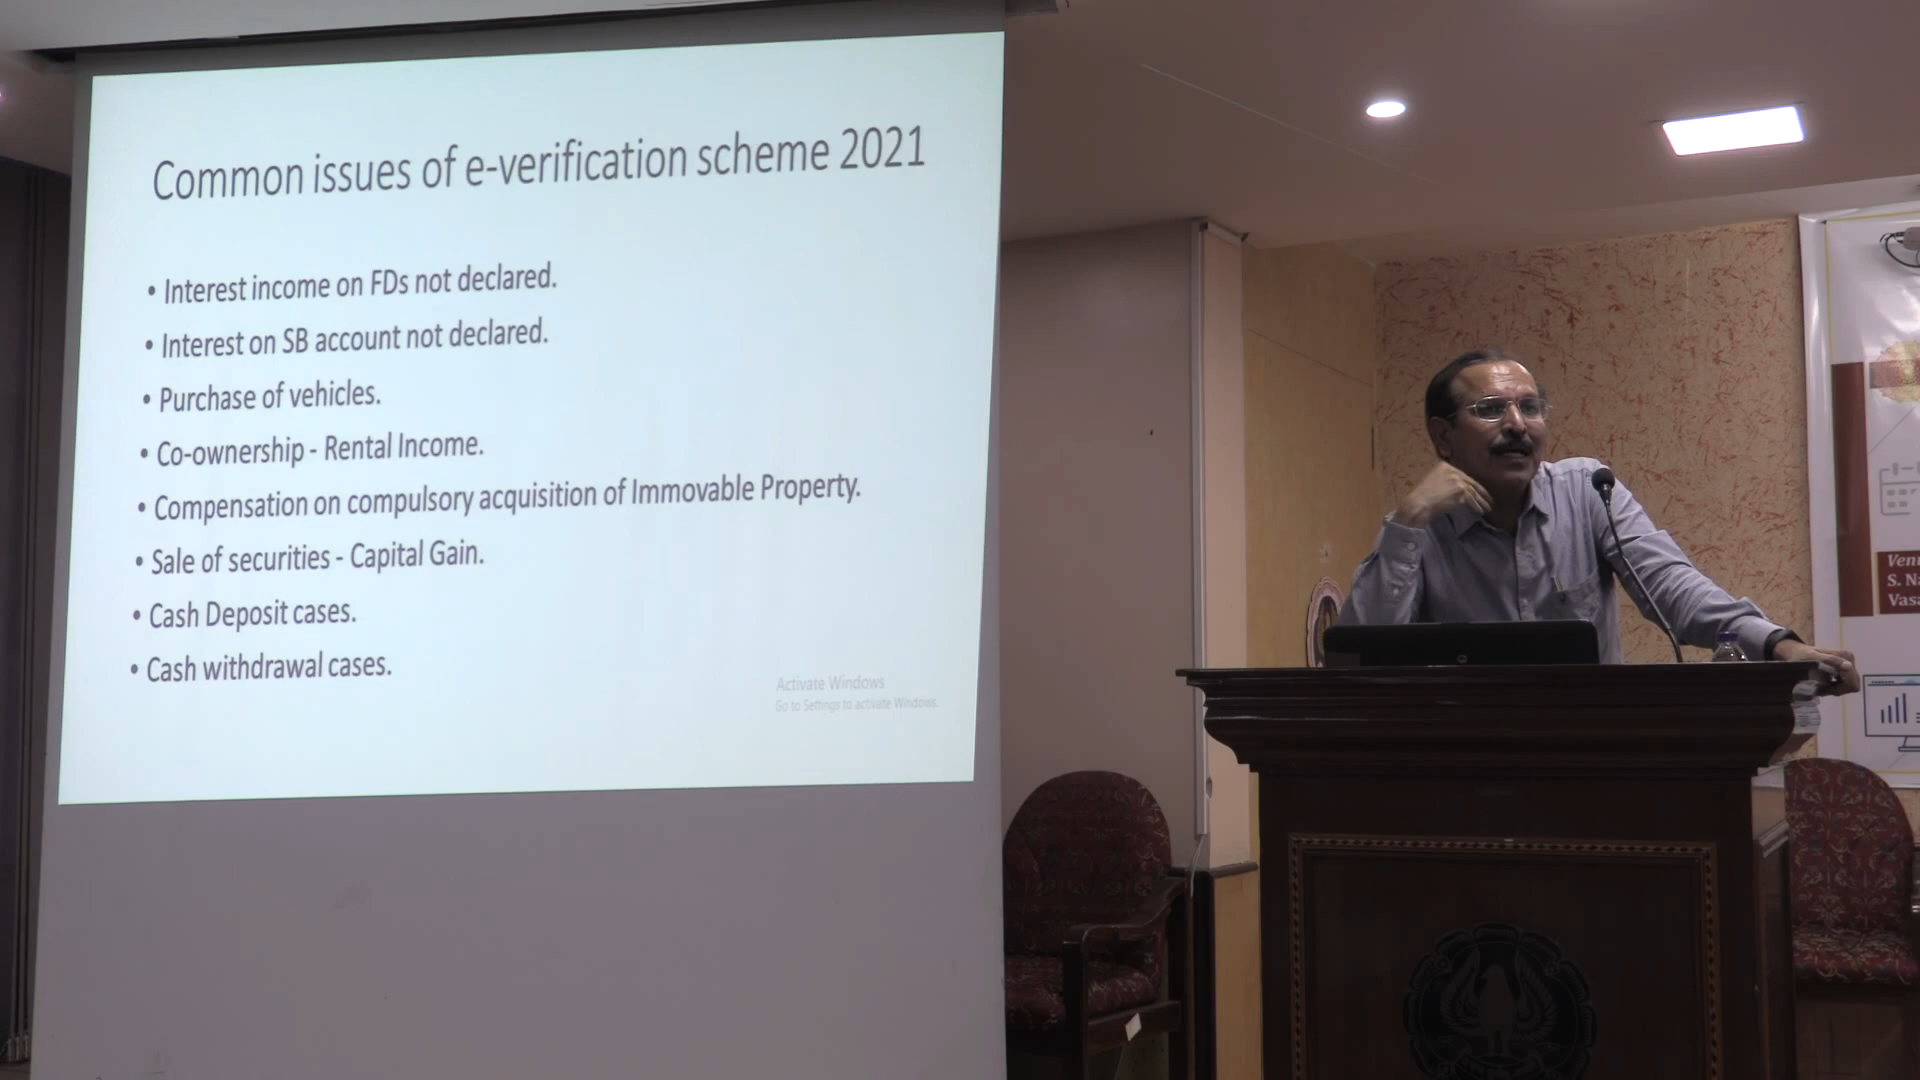 Common issues of e-verification scheme 2021
• Interest income on FDs not declared.
• Interest on SB account not declared.
• Purchase of vehicles.
• Co-ownership - Rental Income.
• Compensation on compulsory acquisition of Immovable Property.
• Sale of securities - Capital Gain.
• Cash Deposit cases.
• Cash withdrawal cases.
Activate Windows
Go to Settings to activate Windows.
S.